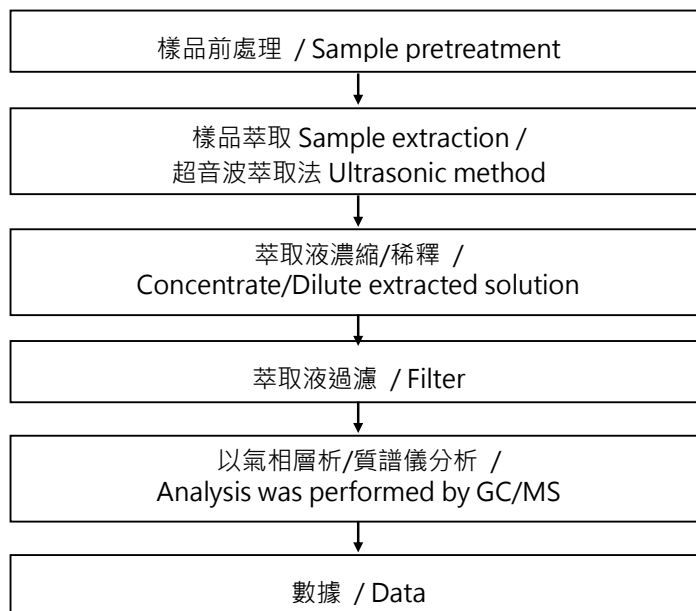 樣品前處理 / Sample pretreatment
樣品萃取 Sample extraction /
超音波萃取法 Ultrasonic method
萃取液濃縮/稀釋 /
Concentrate/Dilute extracted solution
萃取液過濾 / Filter
以氣相層析/質譜儀分析 /
Analysis was performed by GC/MS
數據 / Data